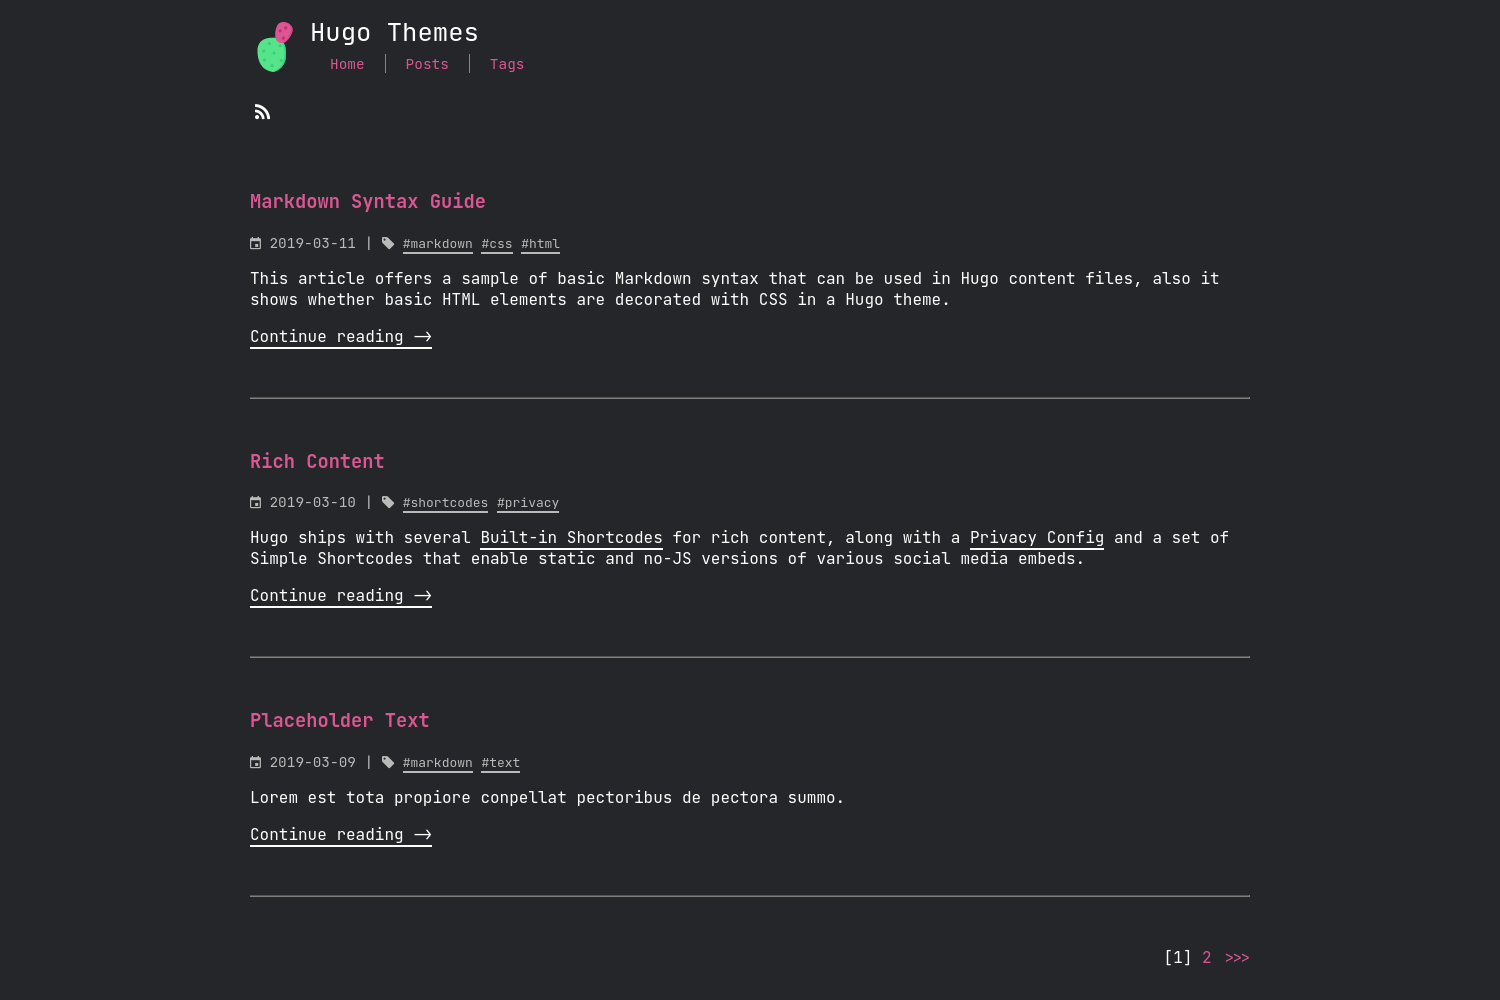 Hugo Themes
Home Posts Tags
Markdown Syntax Guide
2019-03-11 | #markdown #css #html
This article offers a sample of basic Markdown syntax that can be used in Hugo content files, also it
shows whether basic HTML elements are decorated with CSS in a Hugo theme.
Continue reading →
Rich Content
2019-03-10 | #shortcodes #privacy
Hugo ships with several Built-in Shortcodes for rich content, along with a Privacy Config and a set of
Simple Shortcodes that enable static and no-JS versions of various social media embeds.
Continue reading →
Placeholder Text
2019-03-09 | #markdown #text
Lorem est tota propiore conpellat pectoribus de pectora summo.
Continue reading →
[1] 2 >>>